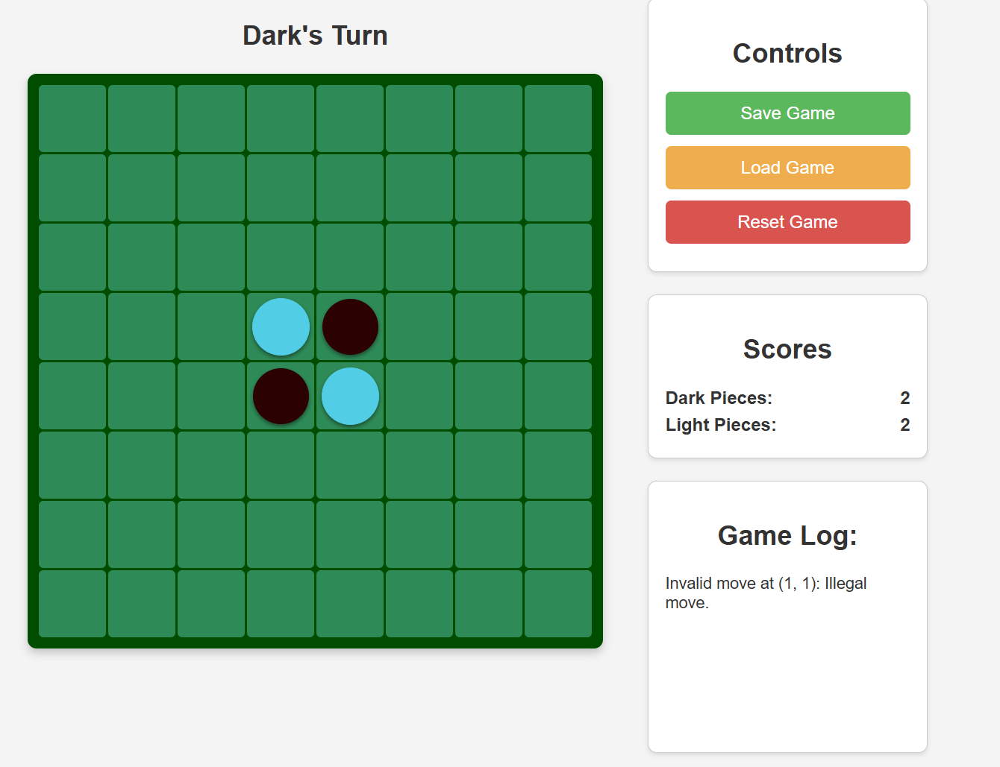 Dark's Turn
Controls
Save Game
Load Game
Reset Game
Scores
Dark Pieces: 2
Light Pieces: 2
Game Log:
Invalid move at (1, 1): Illegal
move.